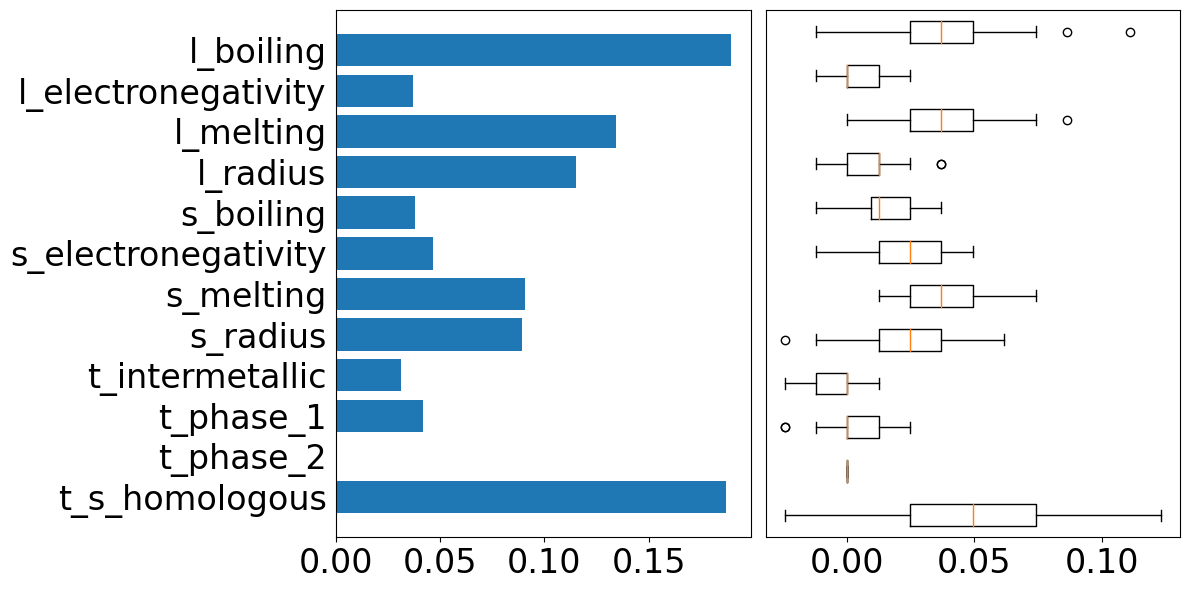 l_boiling
l_electronegativity
l_melting
l_radius
s_boiling
s_electronegativity
s_melting
s_radius
t_intermetallic
t_phase_1
t_phase_2
t_s_homologous
0.00 0.05 0.10 0.15
0.00 0.05 0.10